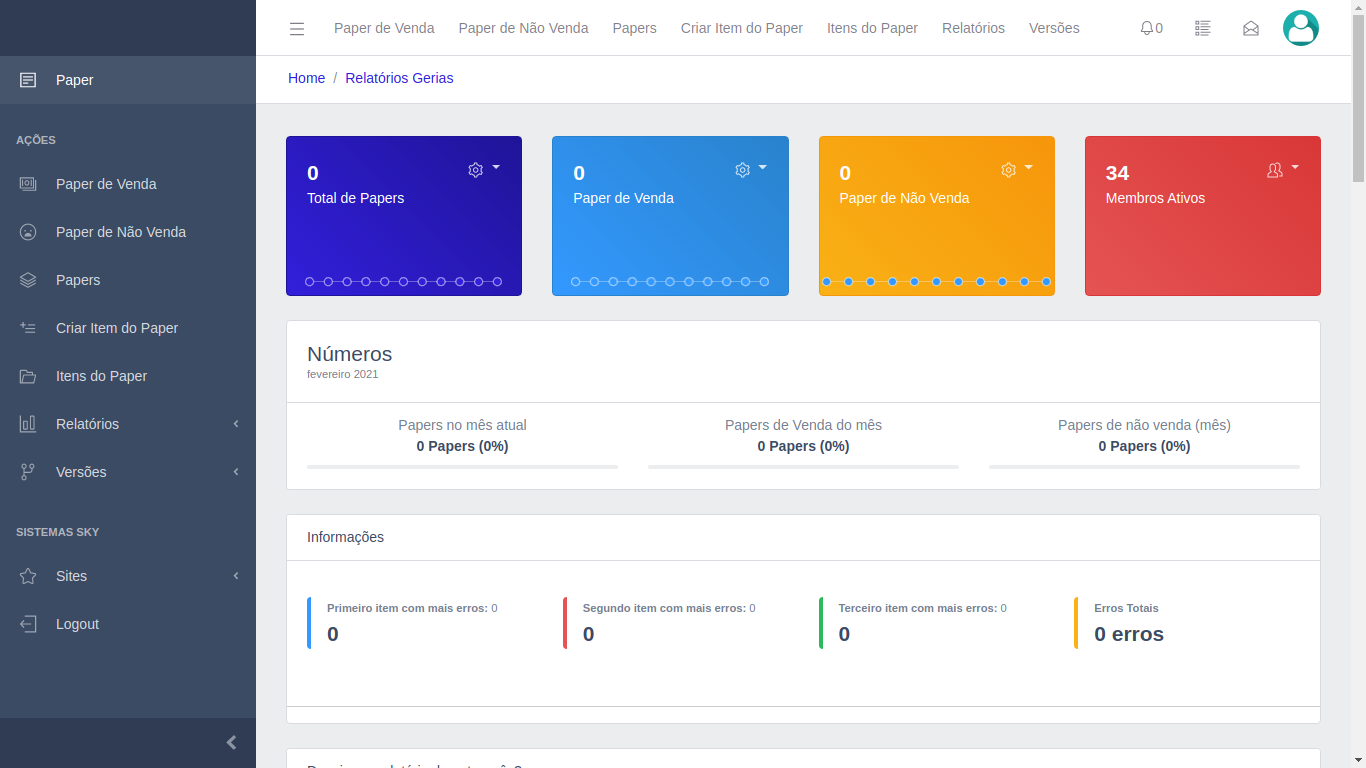 Paper de Venda Paper de Não Venda Papers Criar Item do Paper Itens do Paper Relatórios Versões 0
Home / Relatórios Gerias
Paper
AÇÕES
Paper de Venda
Paper de Não Venda
Papers
Criar Item do Paper
Itens do Paper
Relatórios
Versões
SISTEMAS SKY
Sites
Logout
0
Total de Papers
0
Paper de Venda
0
Paper de Não Venda
34
Membros Ativos
Números
fevereiro 2021
Papers no mês atual
0 Papers (0%)
Papers de Venda do mês
0 Papers (0%)
Papers de não venda (mês)
0 Papers (0%)
Informações
Primeiro item com mais erros: 0
0
Segundo item com mais erros: 0
0
Terceiro item com mais erros: 0
0
Erros Totais
0 erros